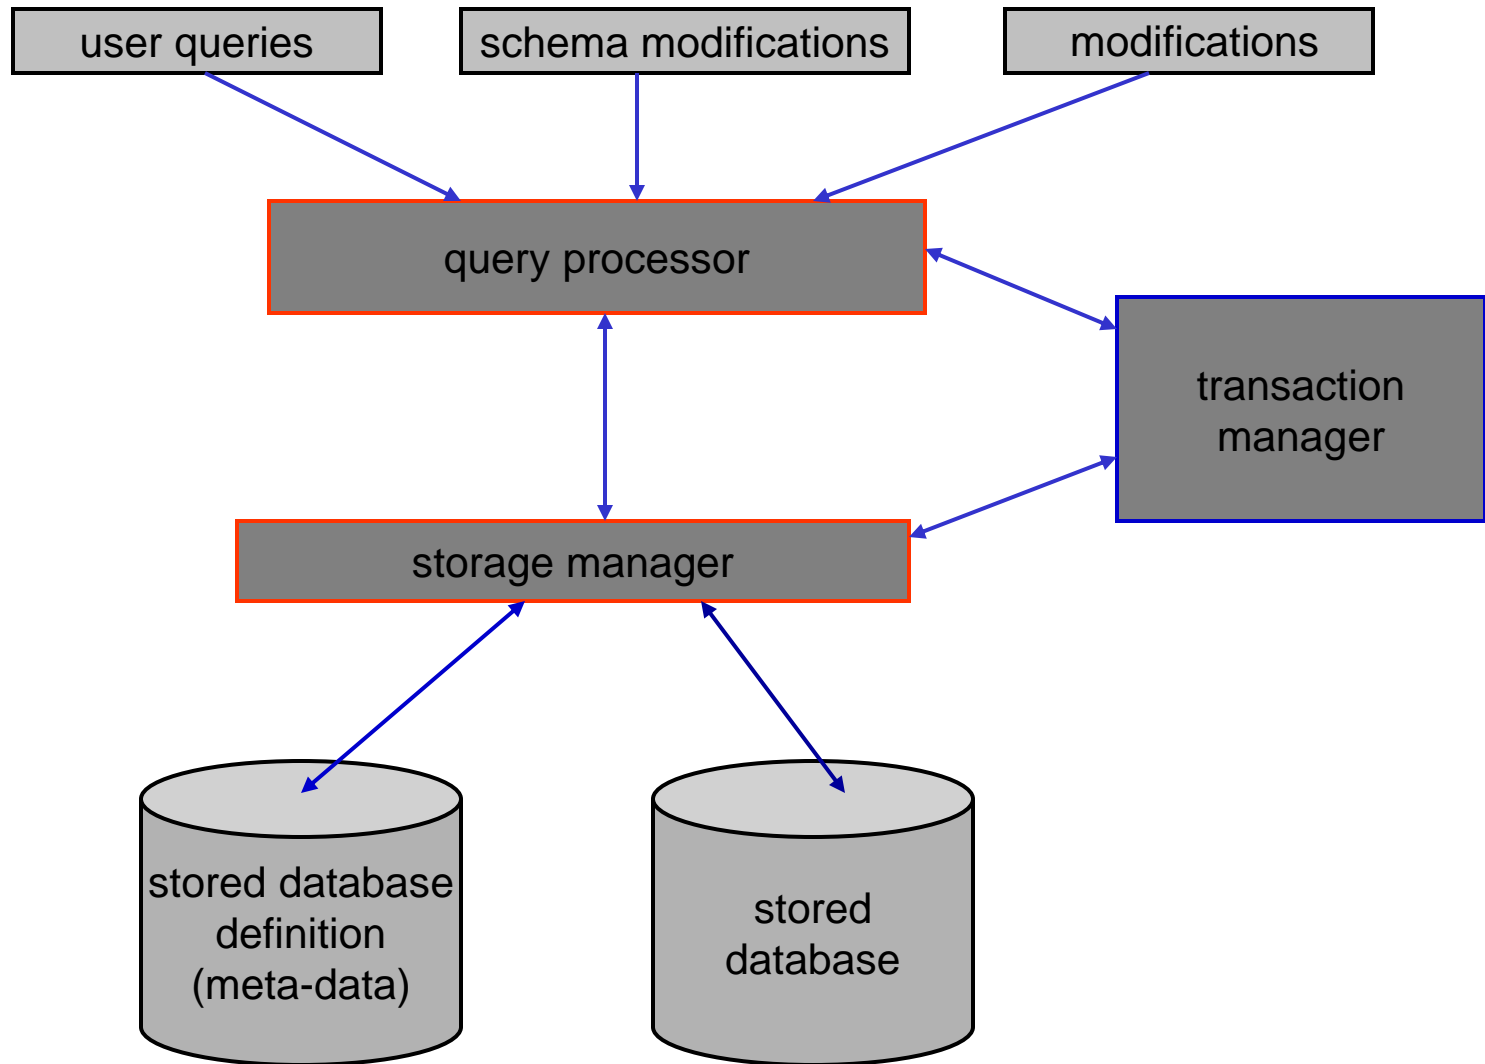 user queries
schema modifications
modifications
query processor
transaction
manager
storage manager
stored database
definition
(meta-data)
stored
database